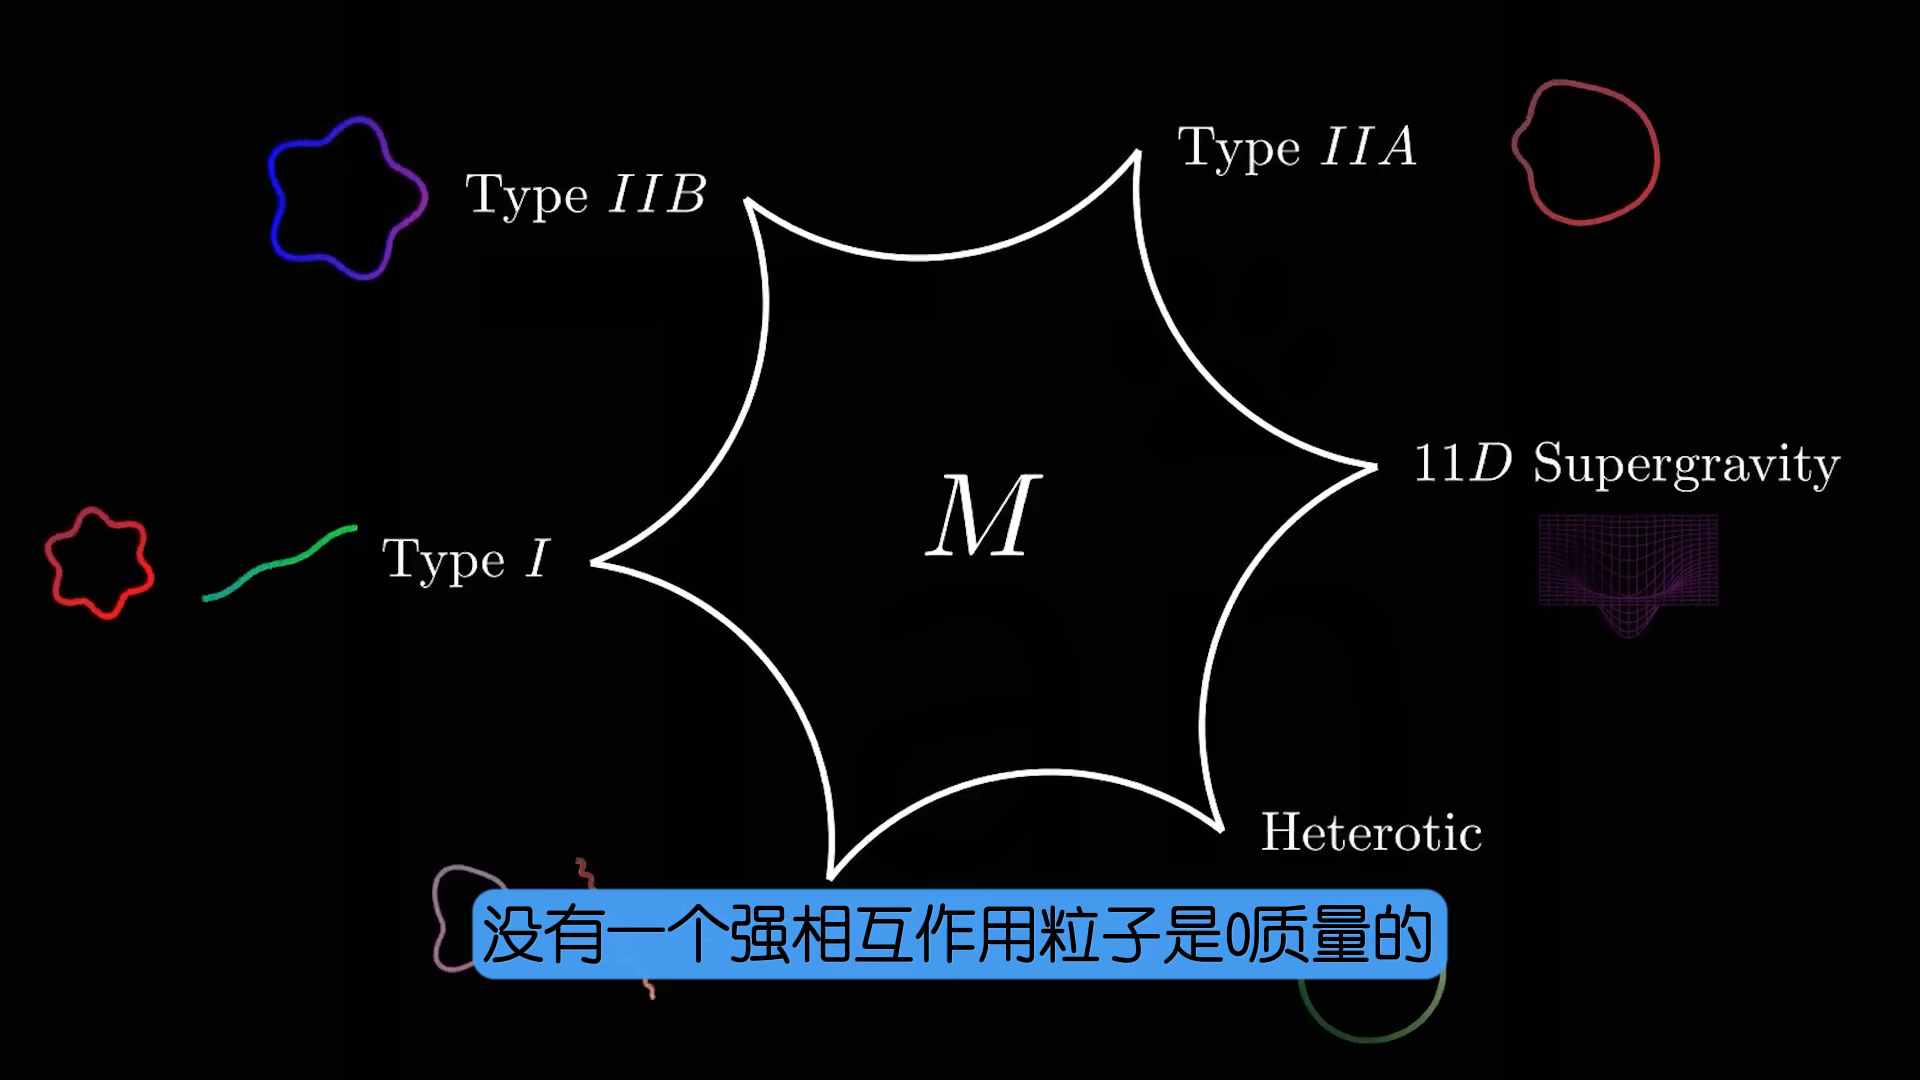 Type IIA
Type IIB
M
11D Supergravity
Type I
Heterotic
没有一个强相互作用粒子是0质量的